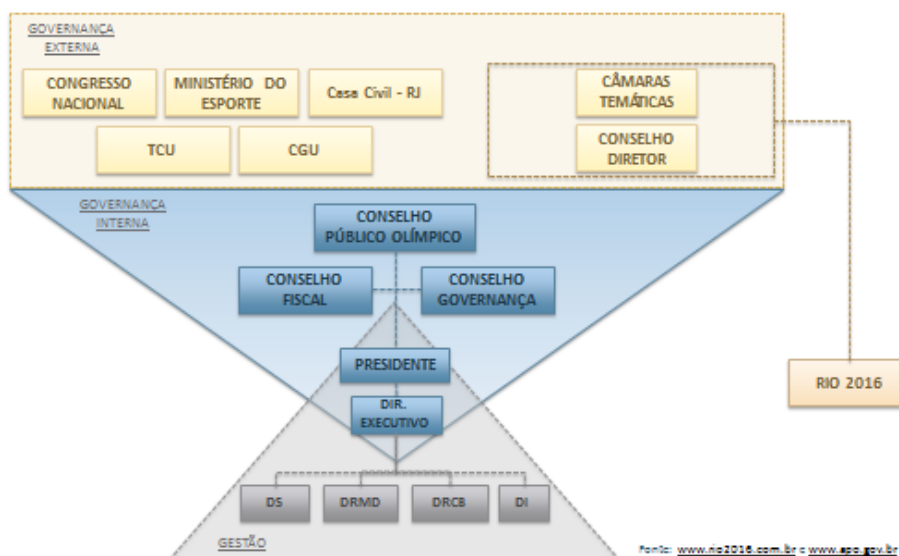 GOVERNANÇA
EXTERNA
CONGRESSO
NACIONAL
MINISTÉRIO DO
ESPORTE
Casa Civil - RJ
CÂMARAS
TEMÁTICAS
TCU
CGU
CONSELHO
DIRETOR
GOVERNANÇA
INTERNA
CONSELHO
PÚBLICO OLÍMPICO
CONSELHO
FISCAL
CONSELHO
GOVERNANÇA
PRESIDENTE
RIO 2016
DIR.
EXECUTIVO
DS
DRMD
DRCB
DI
GESTÃO
Fonte: www.rio2016.com.br e www.apo.gov.br